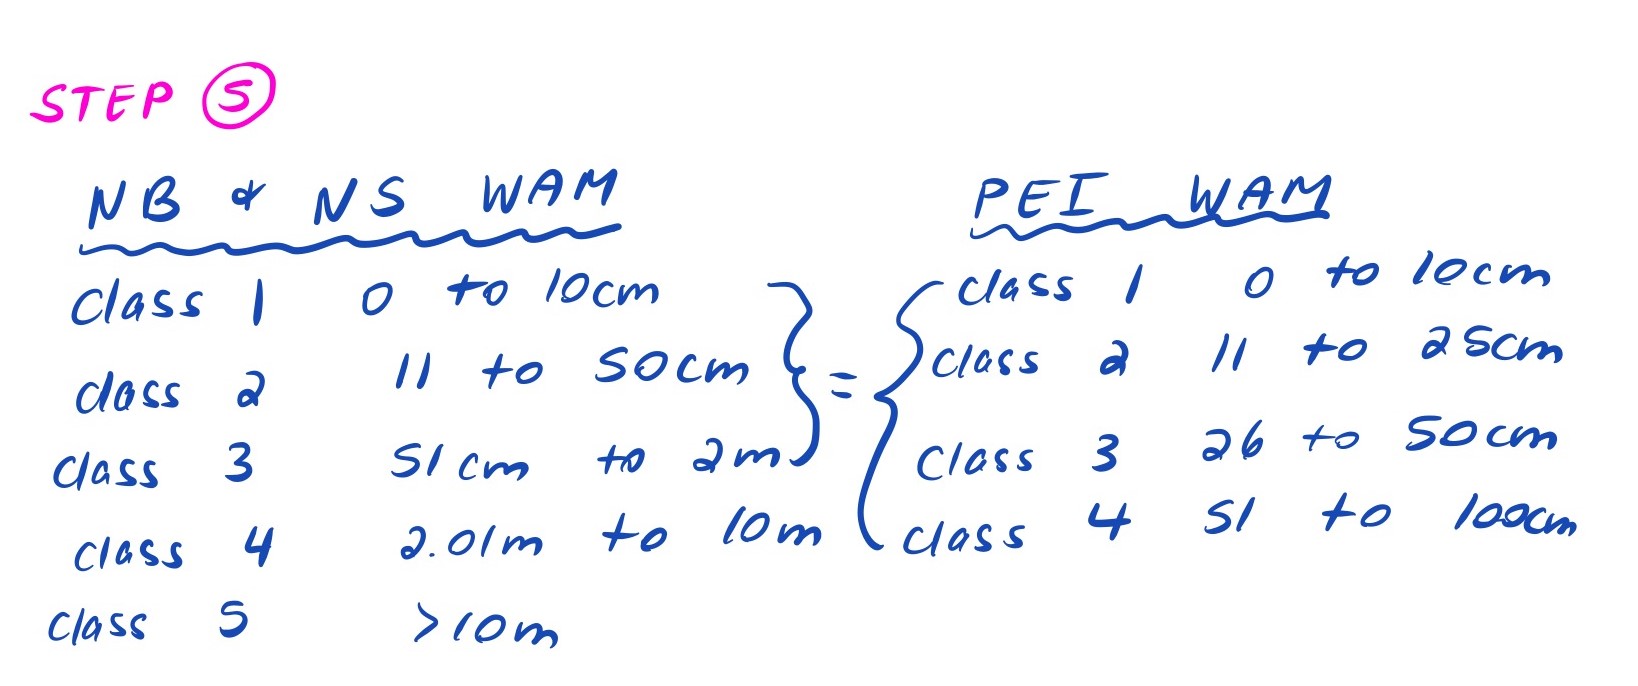 STEP 5
NB & NS WAM
class 1 0 to 10cm
class 2 11 to 50cm
class 3 51cm to 2m
class 4 2.01m to 10m
class 5 >10m
=
PEI WAM
class 1 0 to 10cm
class 2 11 to 25cm
class 3 26 to 50cm
class 4 51 to 100cm